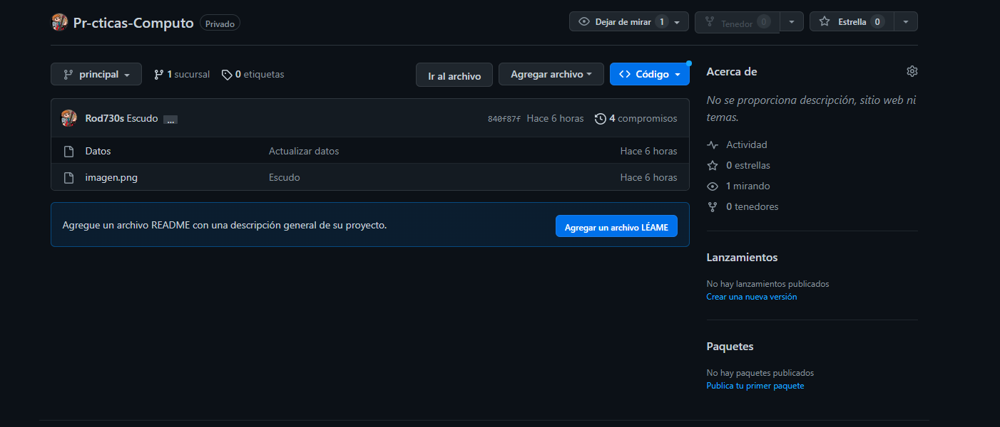 Pr-cticas-Computo Privado Dejar de mirar 1 Tenedor 0 Estrella 0
principal 1 sucursal 0 etiquetas Ir al archivo Agregar archivo Código
Rod730s Escudo ... 840f87f Hace 6 horas 4 compromisos
Datos Actualizar datos Hace 6 horas
imagen.png Escudo Hace 6 horas
Agregue un archivo README con una descripción general de su proyecto. Agregar un archivo LÉAME
Acerca de
No se proporciona descripción, sitio web ni
temas.
Actividad
0 estrellas
1 mirando
0 tenedores
Lanzamientos
No hay lanzamientos publicados
Crear una nueva versión
Paquetes
No hay paquetes publicados
Publica tu primer paquete